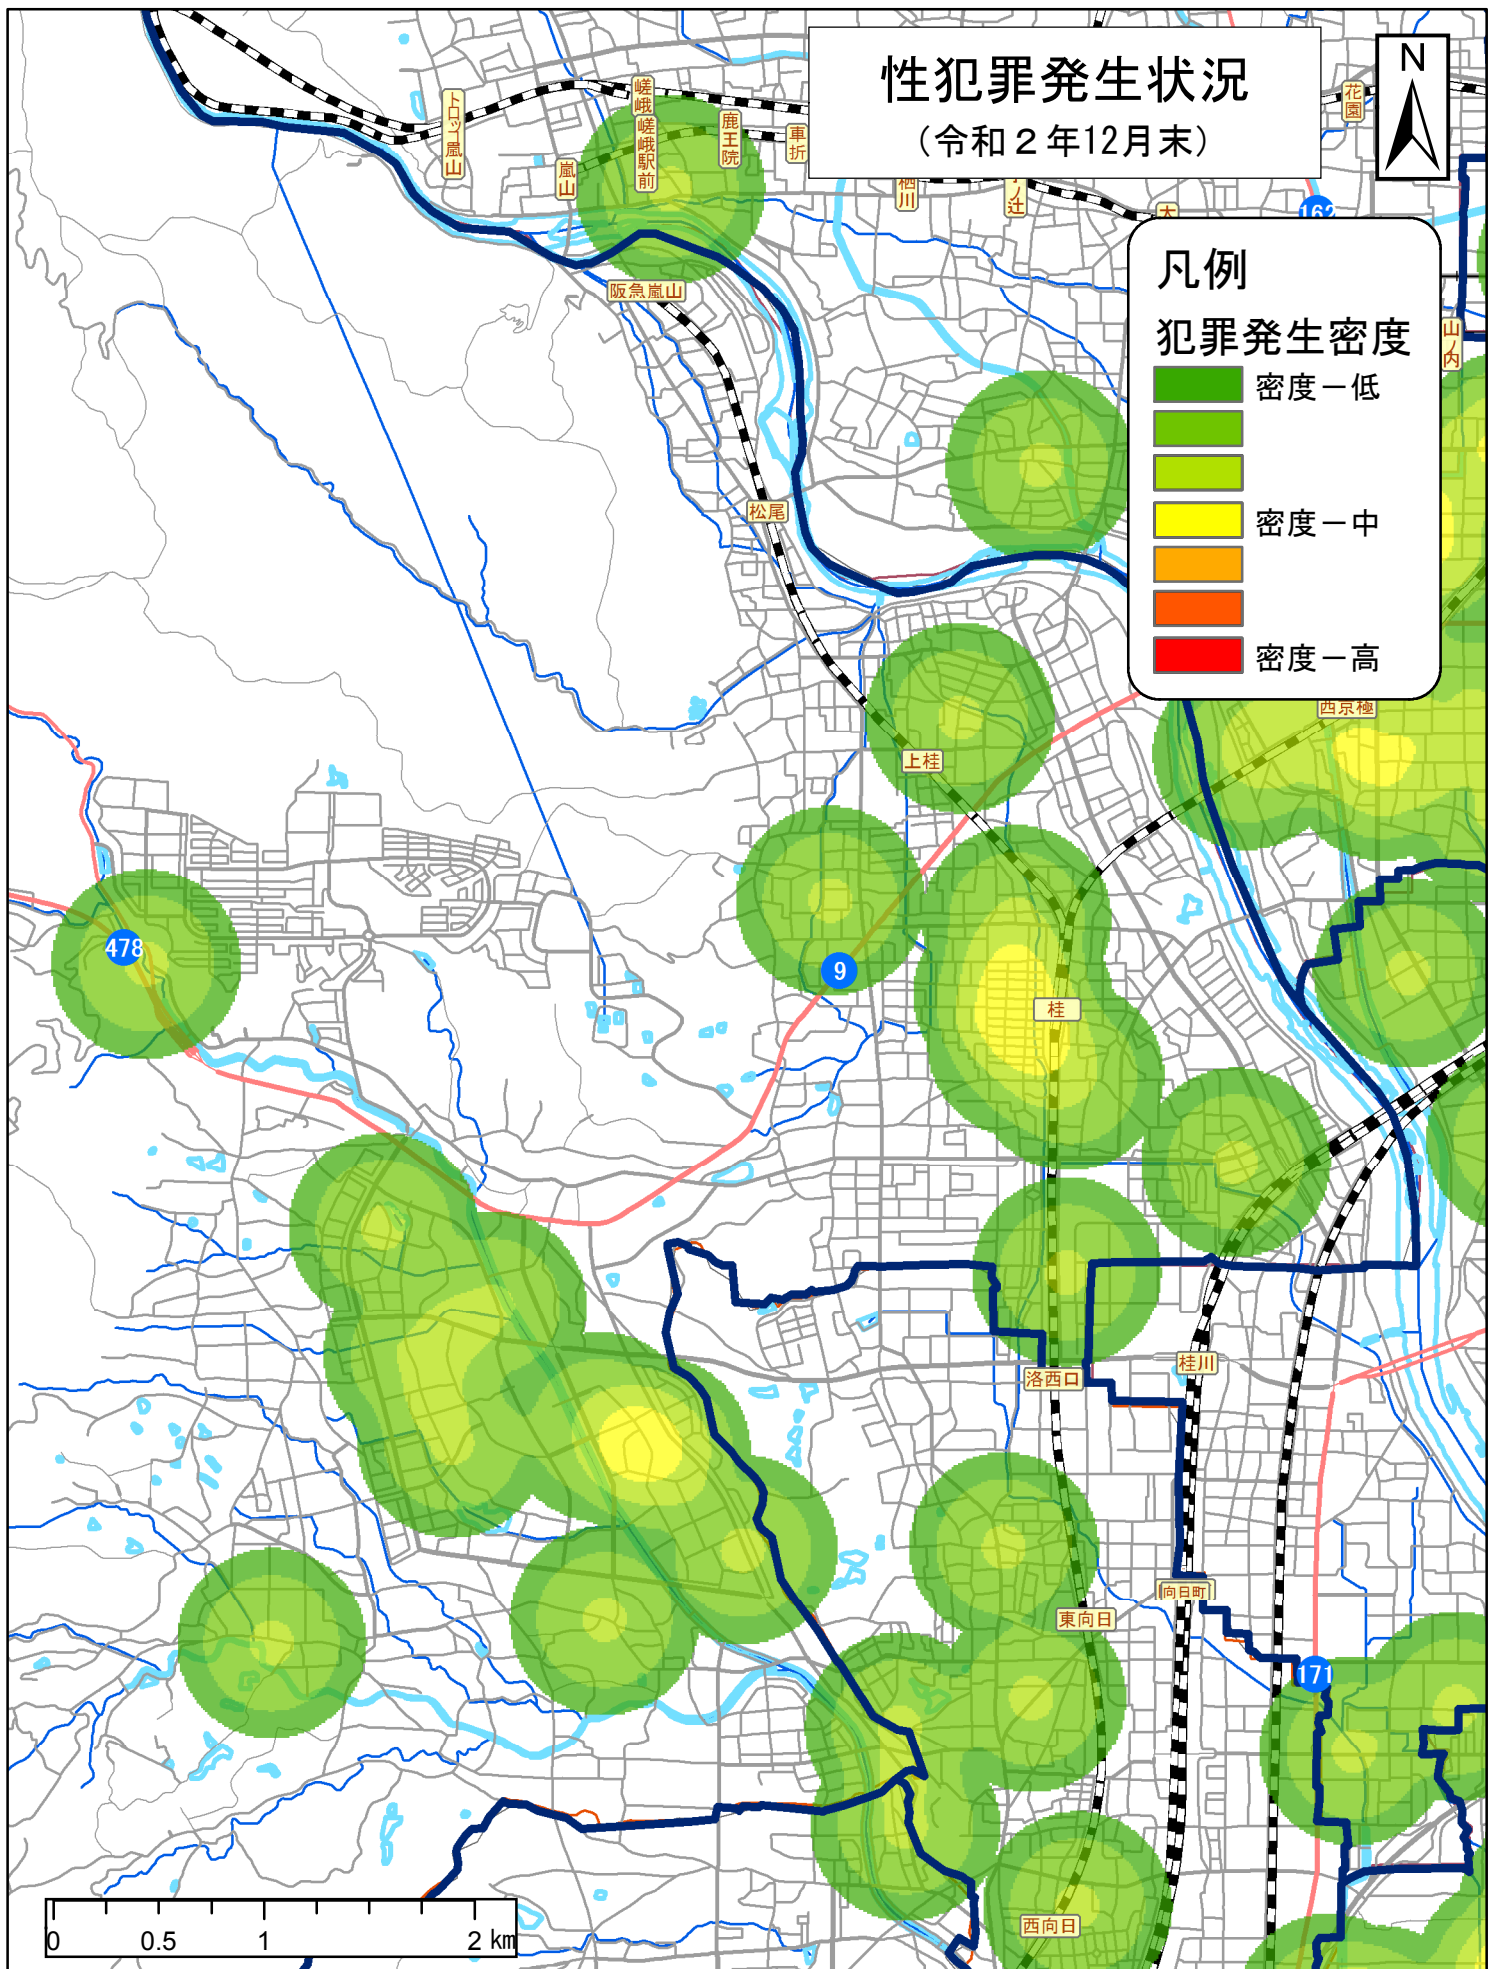 性犯罪発生状況
(令和２年12月末)
N
凡例
犯罪発生密度
密度－低
密度－中
密度－高
トロッコ嵐山
嵯峨
嵯峨駅前
嵐山
鹿王院
車折
花園
162
山ノ内
阪急嵐山
松尾
西京極
上桂
478
9
桂
洛西口
桂川
向日町
東向日
171
西向日
0 0.5 1 2 km